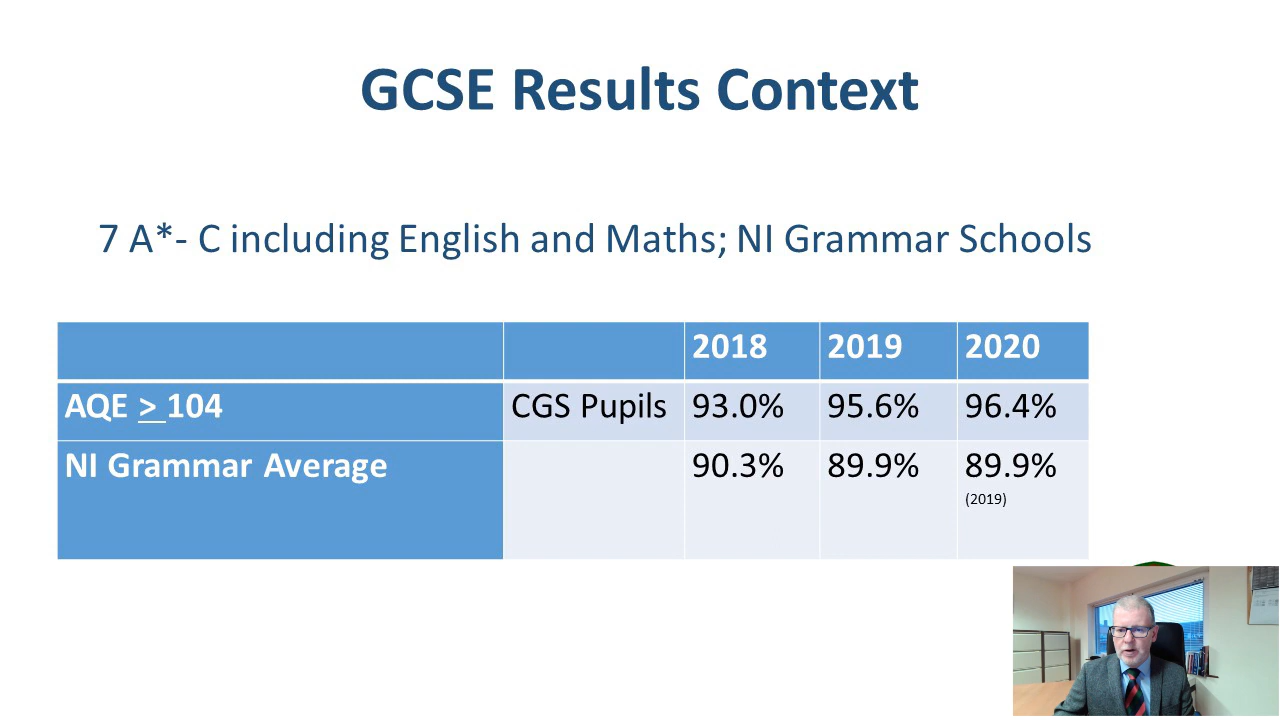 GCSE Results Context
7 A*- C including English and Maths; NI Grammar Schools
2018 2019 2020
AQE > 104 CGS Pupils 93.0% 95.6% 96.4%
NI Grammar Average 90.3% 89.9% 89.9%
(2019)